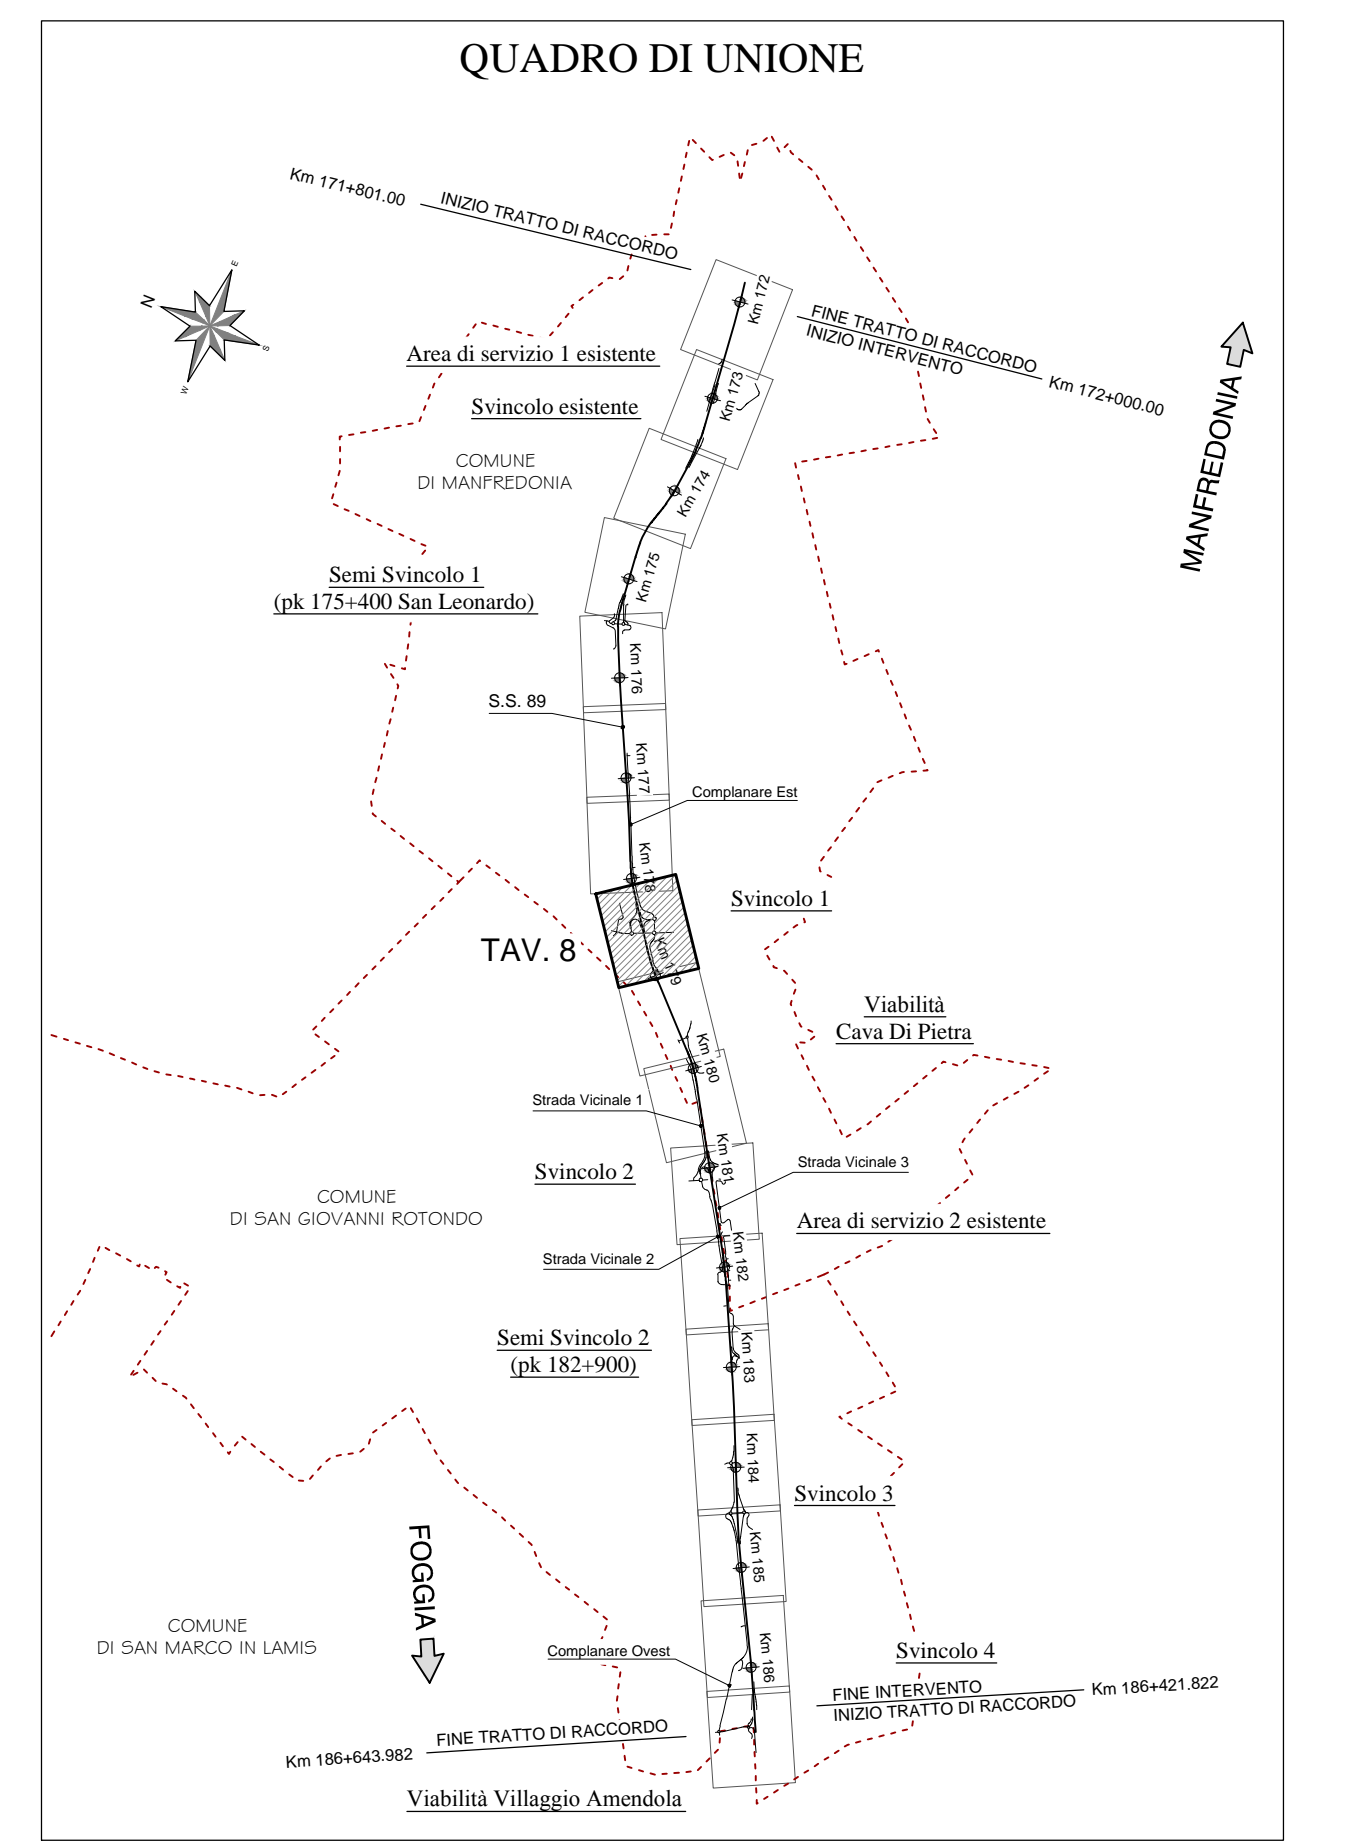 QUADRO DI UNIONE
Km 171+801.00
INIZIO TRATTO DI RACCORDO
N
E
S
W
Km 172
FINE TRATTO DI RACCORDO
INIZIO INTERVENTO
Km 172+000.00
MANFREDONIA
Area di servizio 1 esistente
Km 173
Svincolo esistente
COMUNE
DI MANFREDONIA
Km 174
Semi Svincolo 1
(pk 175+400 San Leonardo)
Km 175
Km 176
S.S. 89
Km 177
Complanare Est
Km 178
Svincolo 1
TAV. 8
Km 179
Viabilità
Cava Di Pietra
Km 180
Strada Vicinale 1
Km 181
Svincolo 2
Strada Vicinale 3
COMUNE
DI SAN GIOVANNI ROTONDO
Area di servizio 2 esistente
Strada Vicinale 2
Km 182
Semi Svincolo 2
(pk 182+900)
Km 183
Km 184
Svincolo 3
FOGGIA
Km 185
COMUNE
DI SAN MARCO IN LAMIS
Complanare Ovest
Km 186
Svincolo 4
FINE INTERVENTO
INIZIO TRATTO DI RACCORDO
Km 186+421.822
FINE TRATTO DI RACCORDO
Km 186+643.982
Viabilità Villaggio Amendola